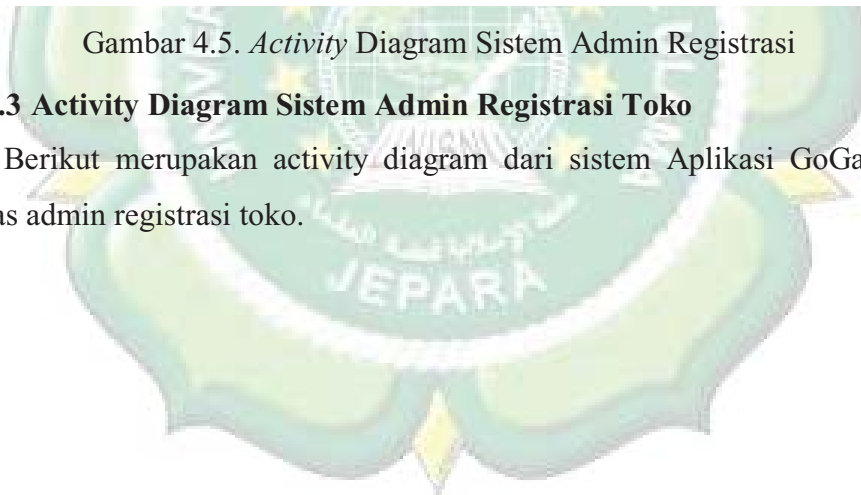 Gambar 4.5. Activity Diagram Sistem Admin Registrasi
.3 Activity Diagram Sistem Admin Registrasi Toko
Berikut merupakan activity diagram dari sistem Aplikasi GoGa
as admin registrasi toko.
JEPARA